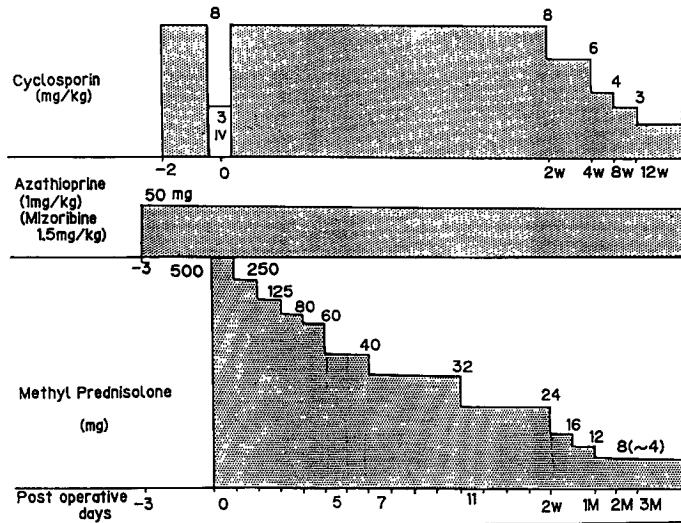 8 8
6
Cyclosporin 4
(mg/kg) 3 3
IV
-2 0 2w 4w 8w 12w
Azathioprine 50 mg
(1mg/kg)
(Mizoribine
1.5mg/kg)
-3 500 250
125
80
60
40
32
24
Methyl Prednisolone
16 12
(mg) 8(~4)
Post operative -3 0 5 7 11 2w 1M 2M 3M
days